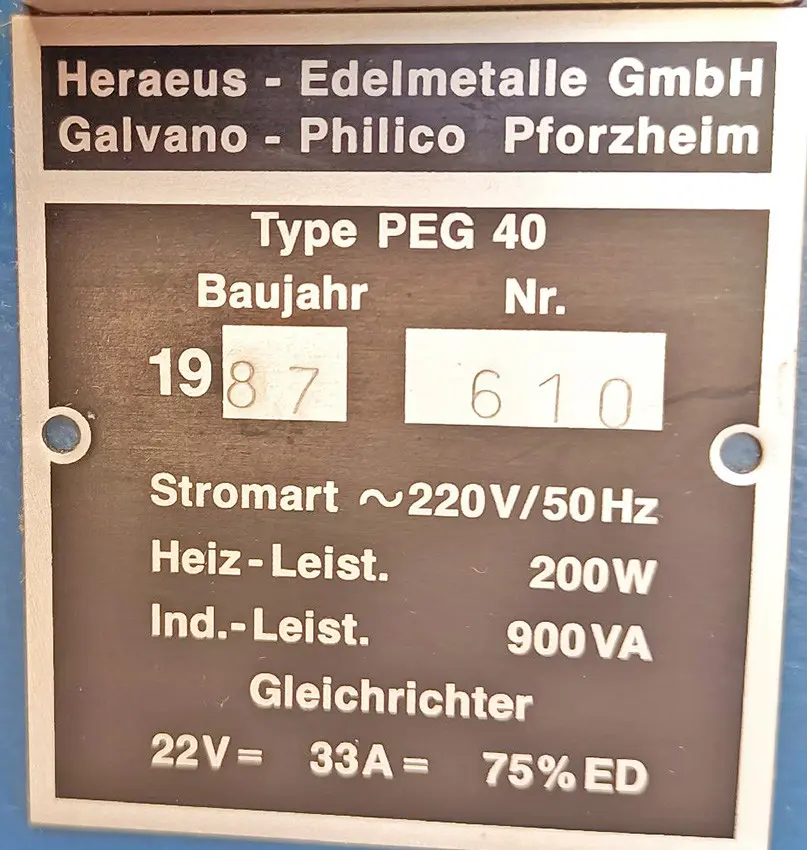 Heraeus - Edelmetalle GmbH
Galvano - Philico Pforzheim
Type PEG 40
Baujahr Nr.
1987 610
Stromart ~220V/50Hz
Heiz-Leist. 200W
Ind.-Leist. 900VA
Gleichrichter
22V= 33A= 75%ED